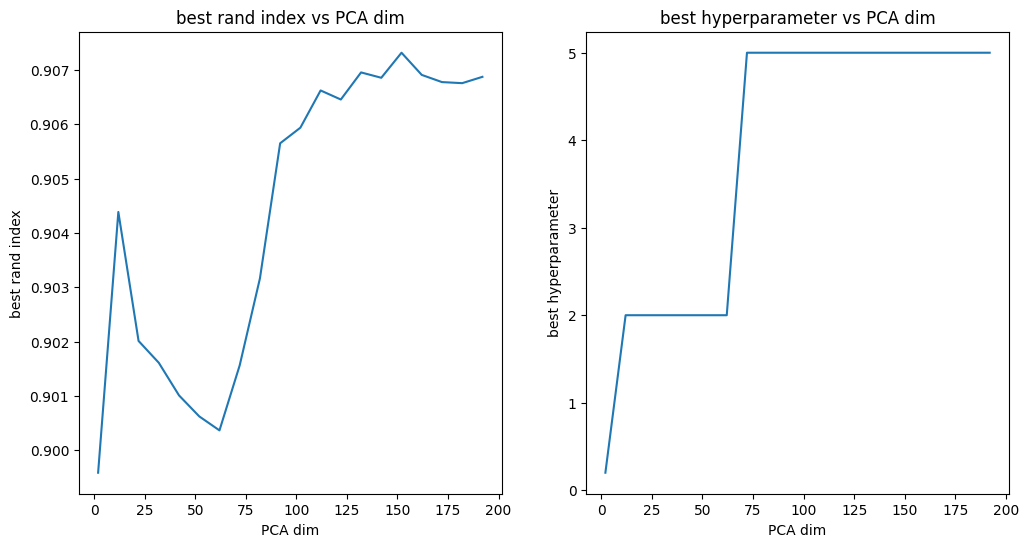 best rand index vs PCA dim
best rand index
0.907
0.906
0.905
0.904
0.903
0.902
0.901
0.900
0 25 50 75 100 125 150 175 200
PCA dim
best hyperparameter vs PCA dim
best hyperparameter
5
4
3
2
1
0
0 25 50 75 100 125 150 175 200
PCA dim